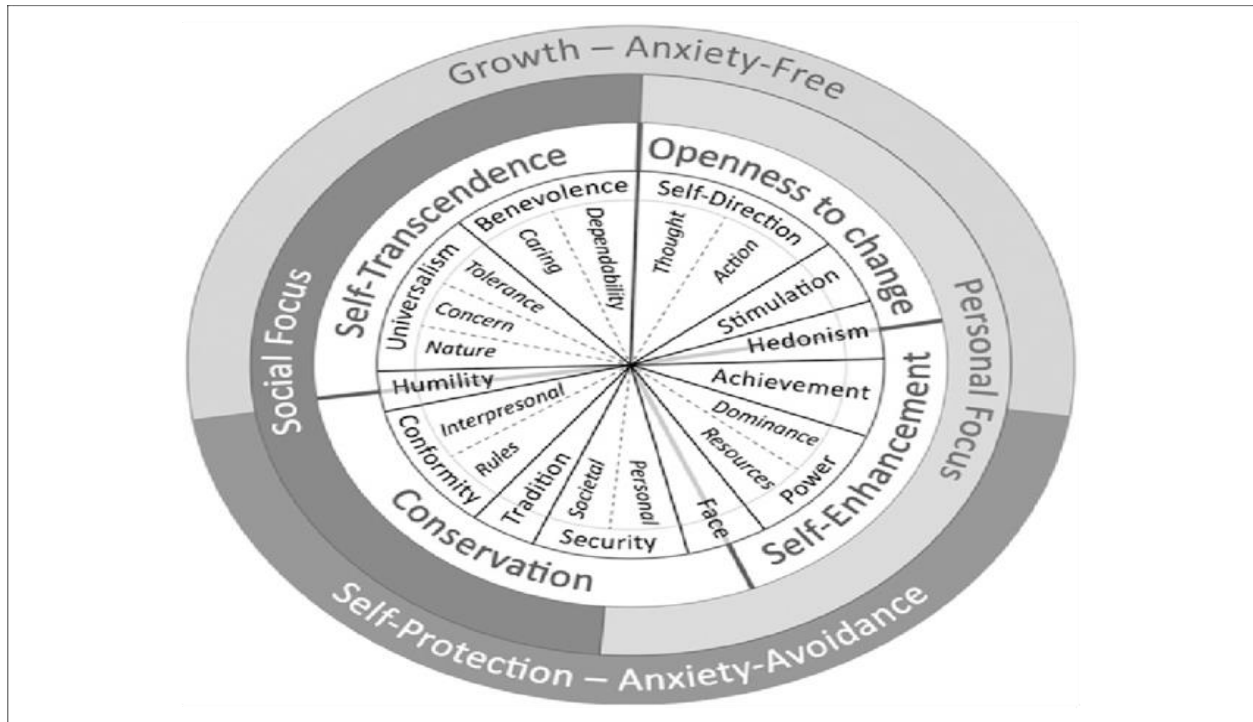 Growth – Anxiety-Free
Social Focus
Personal Focus
Self-Protection – Anxiety-Avoidance
Self-Transcendence
Openness to change
Self-Enhancement
Conservation
Benevolence
Caring
Dependability
Self-Direction
Thought
Action
Stimulation
Hedonism
Achievement
Power
Dominance
Resources
Face
Security
Personal
Societal
Tradition
Conformity
Rules
Interpresonal
Humility
Universalism
Nature
Concern
Tolerance